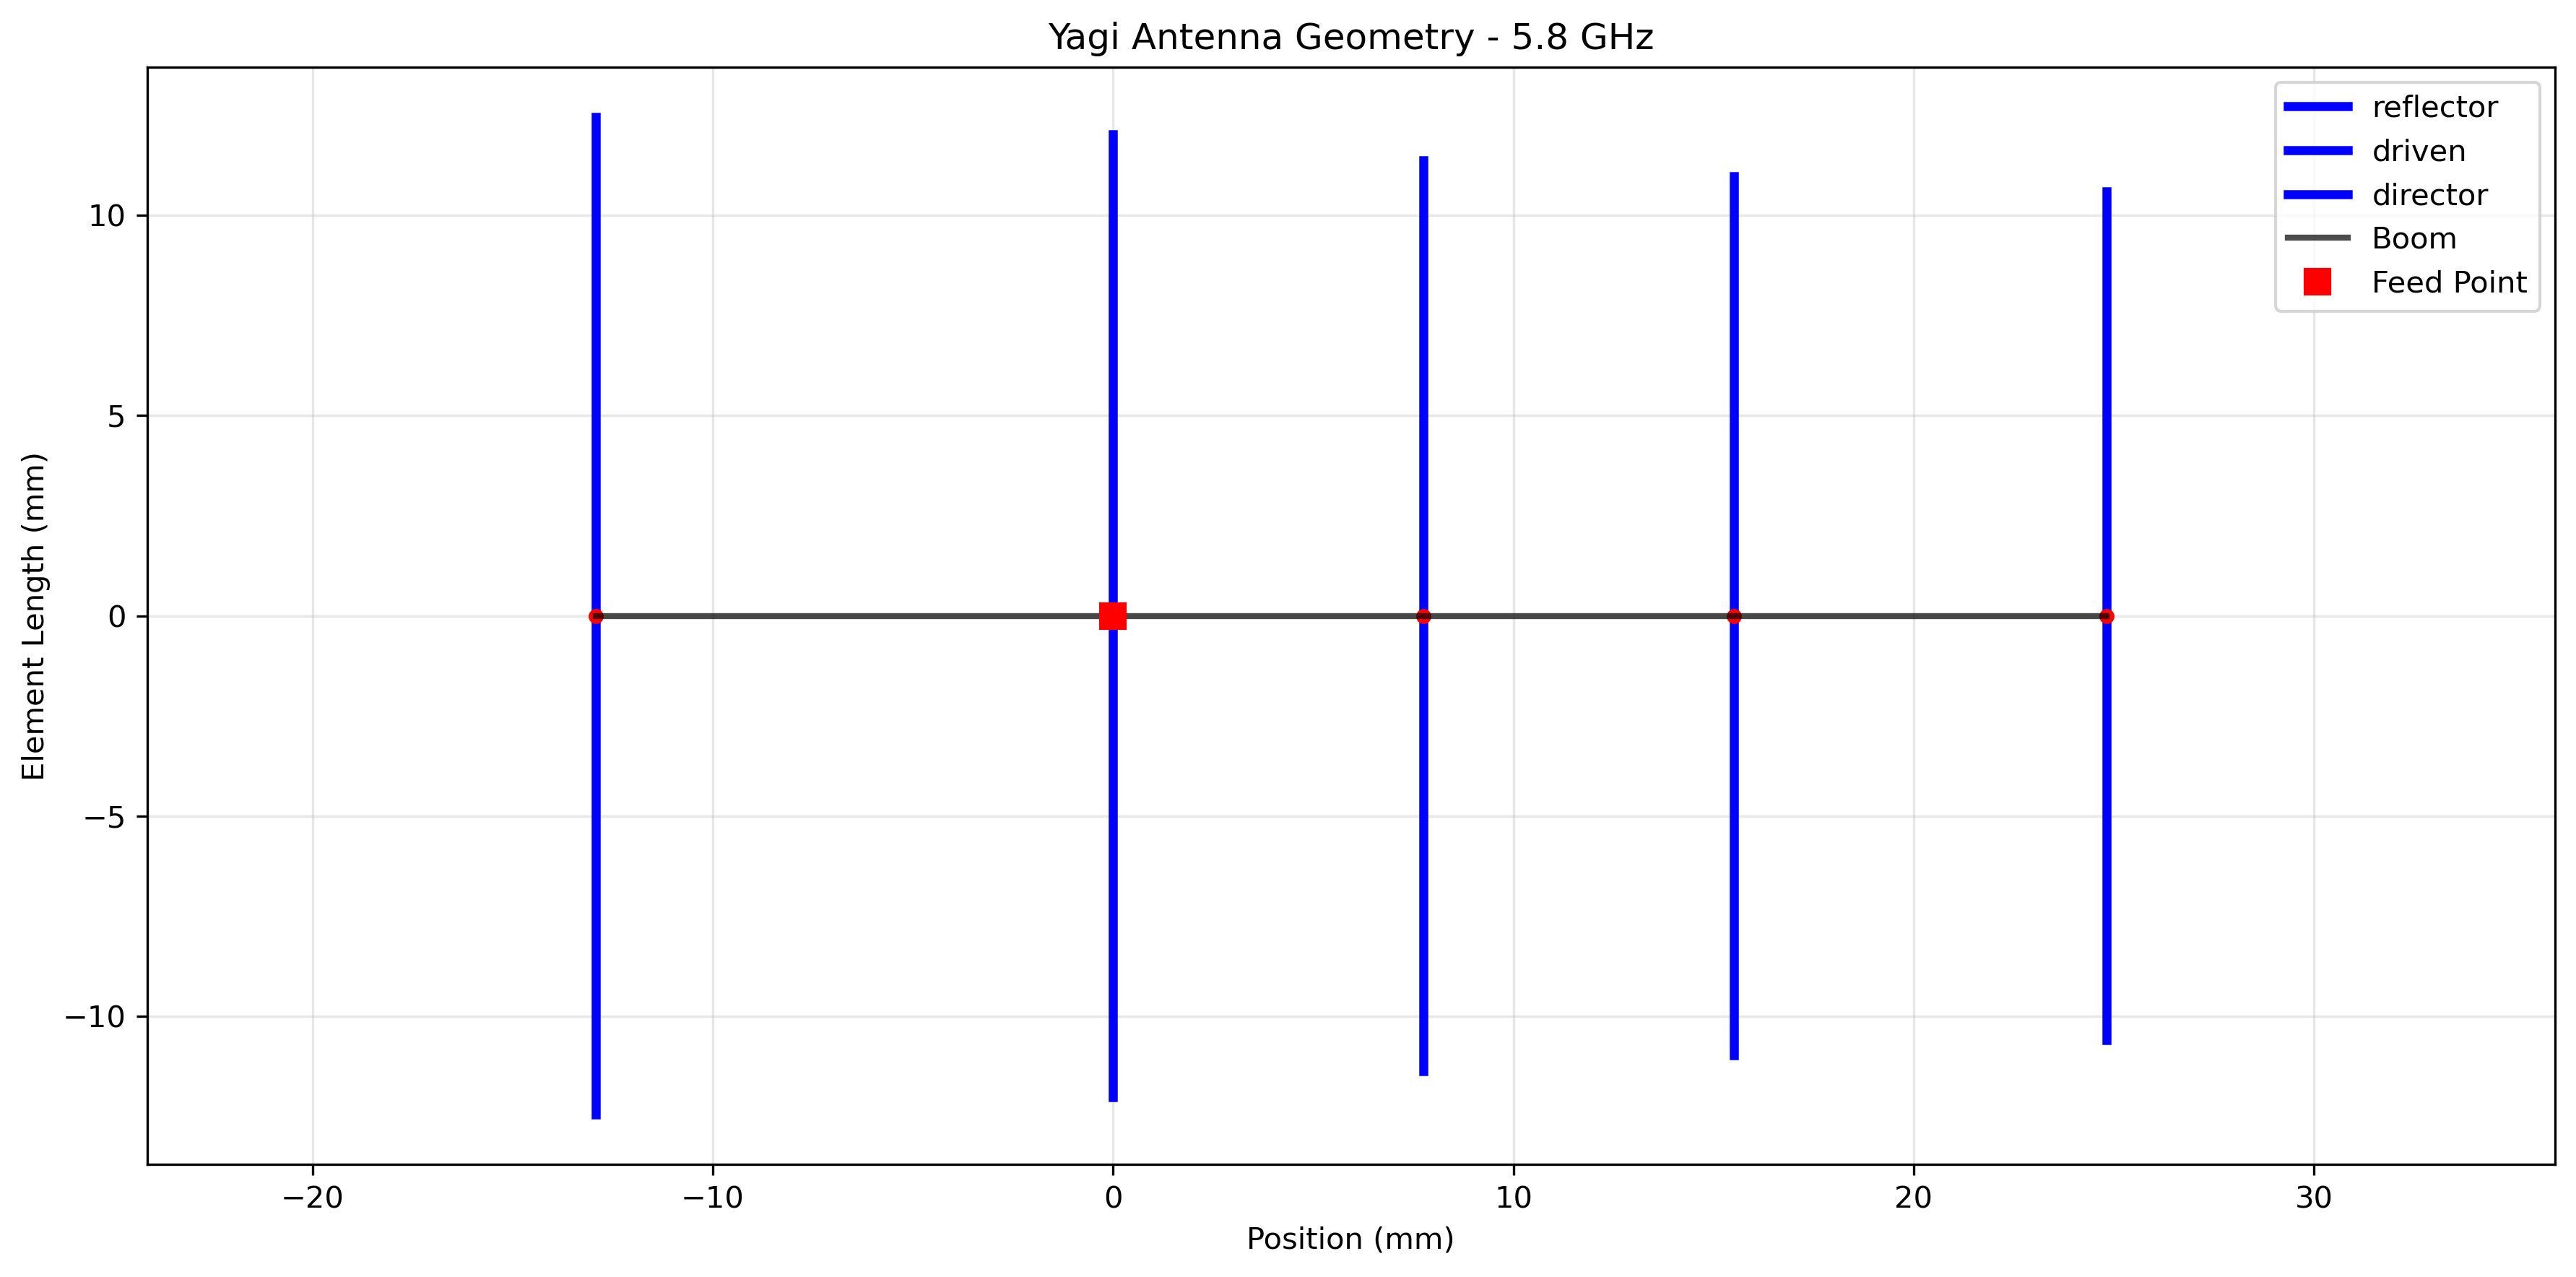 Yagi Antenna Geometry - 5.8 GHz
reflector
driven
director
Boom
Feed Point
10
5
0
−5
−10
Element Length (mm)
−20
−10
0
10
20
30
Position (mm)